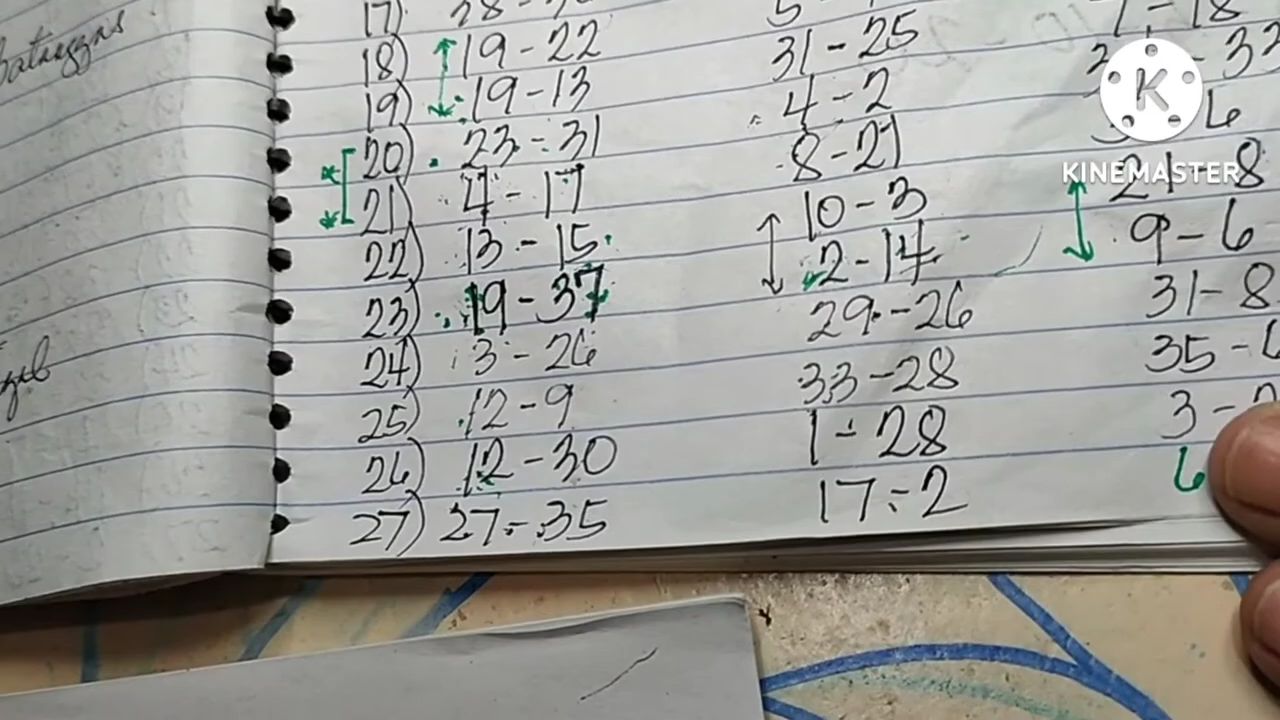 17)
18) 19-22 31-25
19) 19-13 4-2
20) 23-31 8-21
21) 4-17 10-3 21-8
22) 13-15 2-14 9-6
23) 19-37 29-26 31-8
24) 3-26 33-28 35-
25) 12-9 1-28 3-
26) 12-30 17-2 6
27) 27-35
K
KINEMASTER